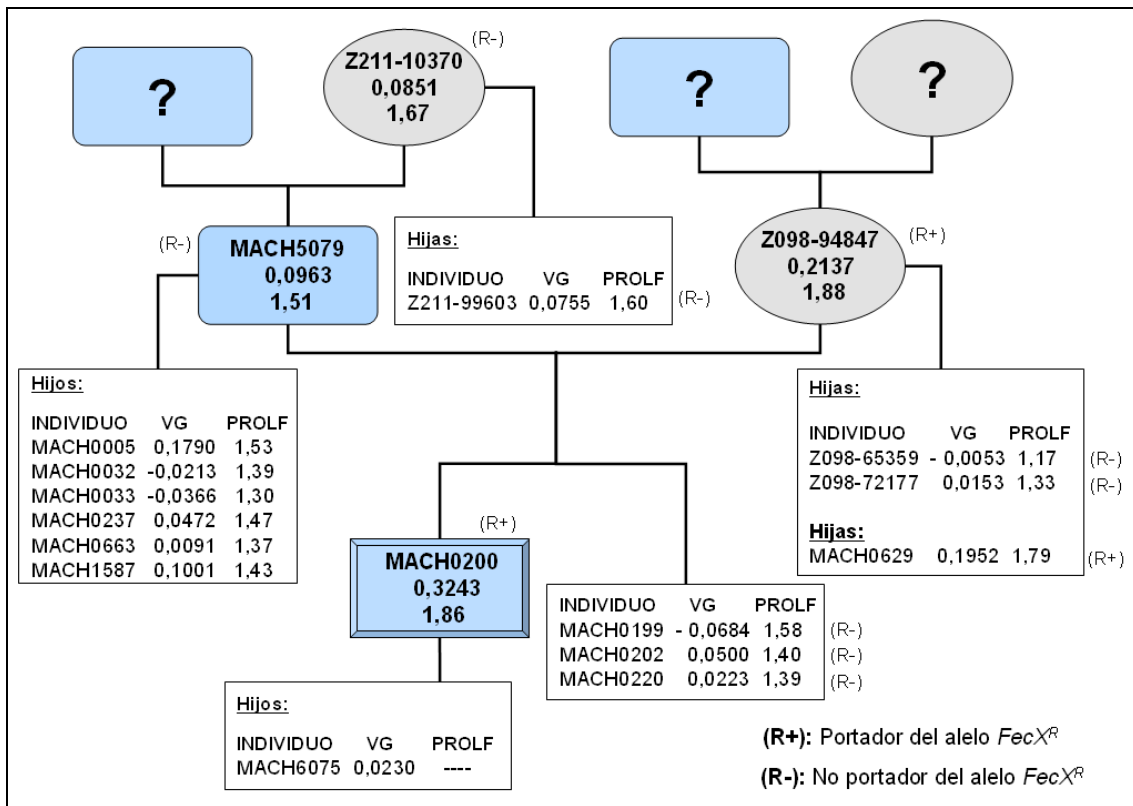 ?
Z211-10370
0,0851
1,67
(R-)
?
?
(R-)
MACH5079
0,0963
1,51
Hijas:
INDIVIDUO VG PROLF
Z211-99603 0,0755 1,60 (R-)
Z098-94847
0,2137
1,88
(R+)
Hijos:
INDIVIDUO VG PROLF
MACH0005 0,1790 1,53
MACH0032 -0,0213 1,39
MACH0033 -0,0366 1,30
MACH0237 0,0472 1,47
MACH0663 0,0091 1,37
MACH1587 0,1001 1,43
Hijas:
INDIVIDUO VG PROLF
Z098-65359 - 0,0053 1,17 (R-)
Z098-72177 0,0153 1,33 (R-)
Hijas:
MACH0629 0,1952 1,79 (R+)
(R+)
MACH0200
0,3243
1,86
INDIVIDUO VG PROLF
MACH0199 - 0,0684 1,58 (R-)
MACH0202 0,0500 1,40 (R-)
MACH0220 0,0223 1,39 (R-)
Hijos:
INDIVIDUO VG PROLF
MACH6075 0,0230 ----
(R+): Portador del alelo FecXᴿ
(R-): No portador del alelo FecXᴿ